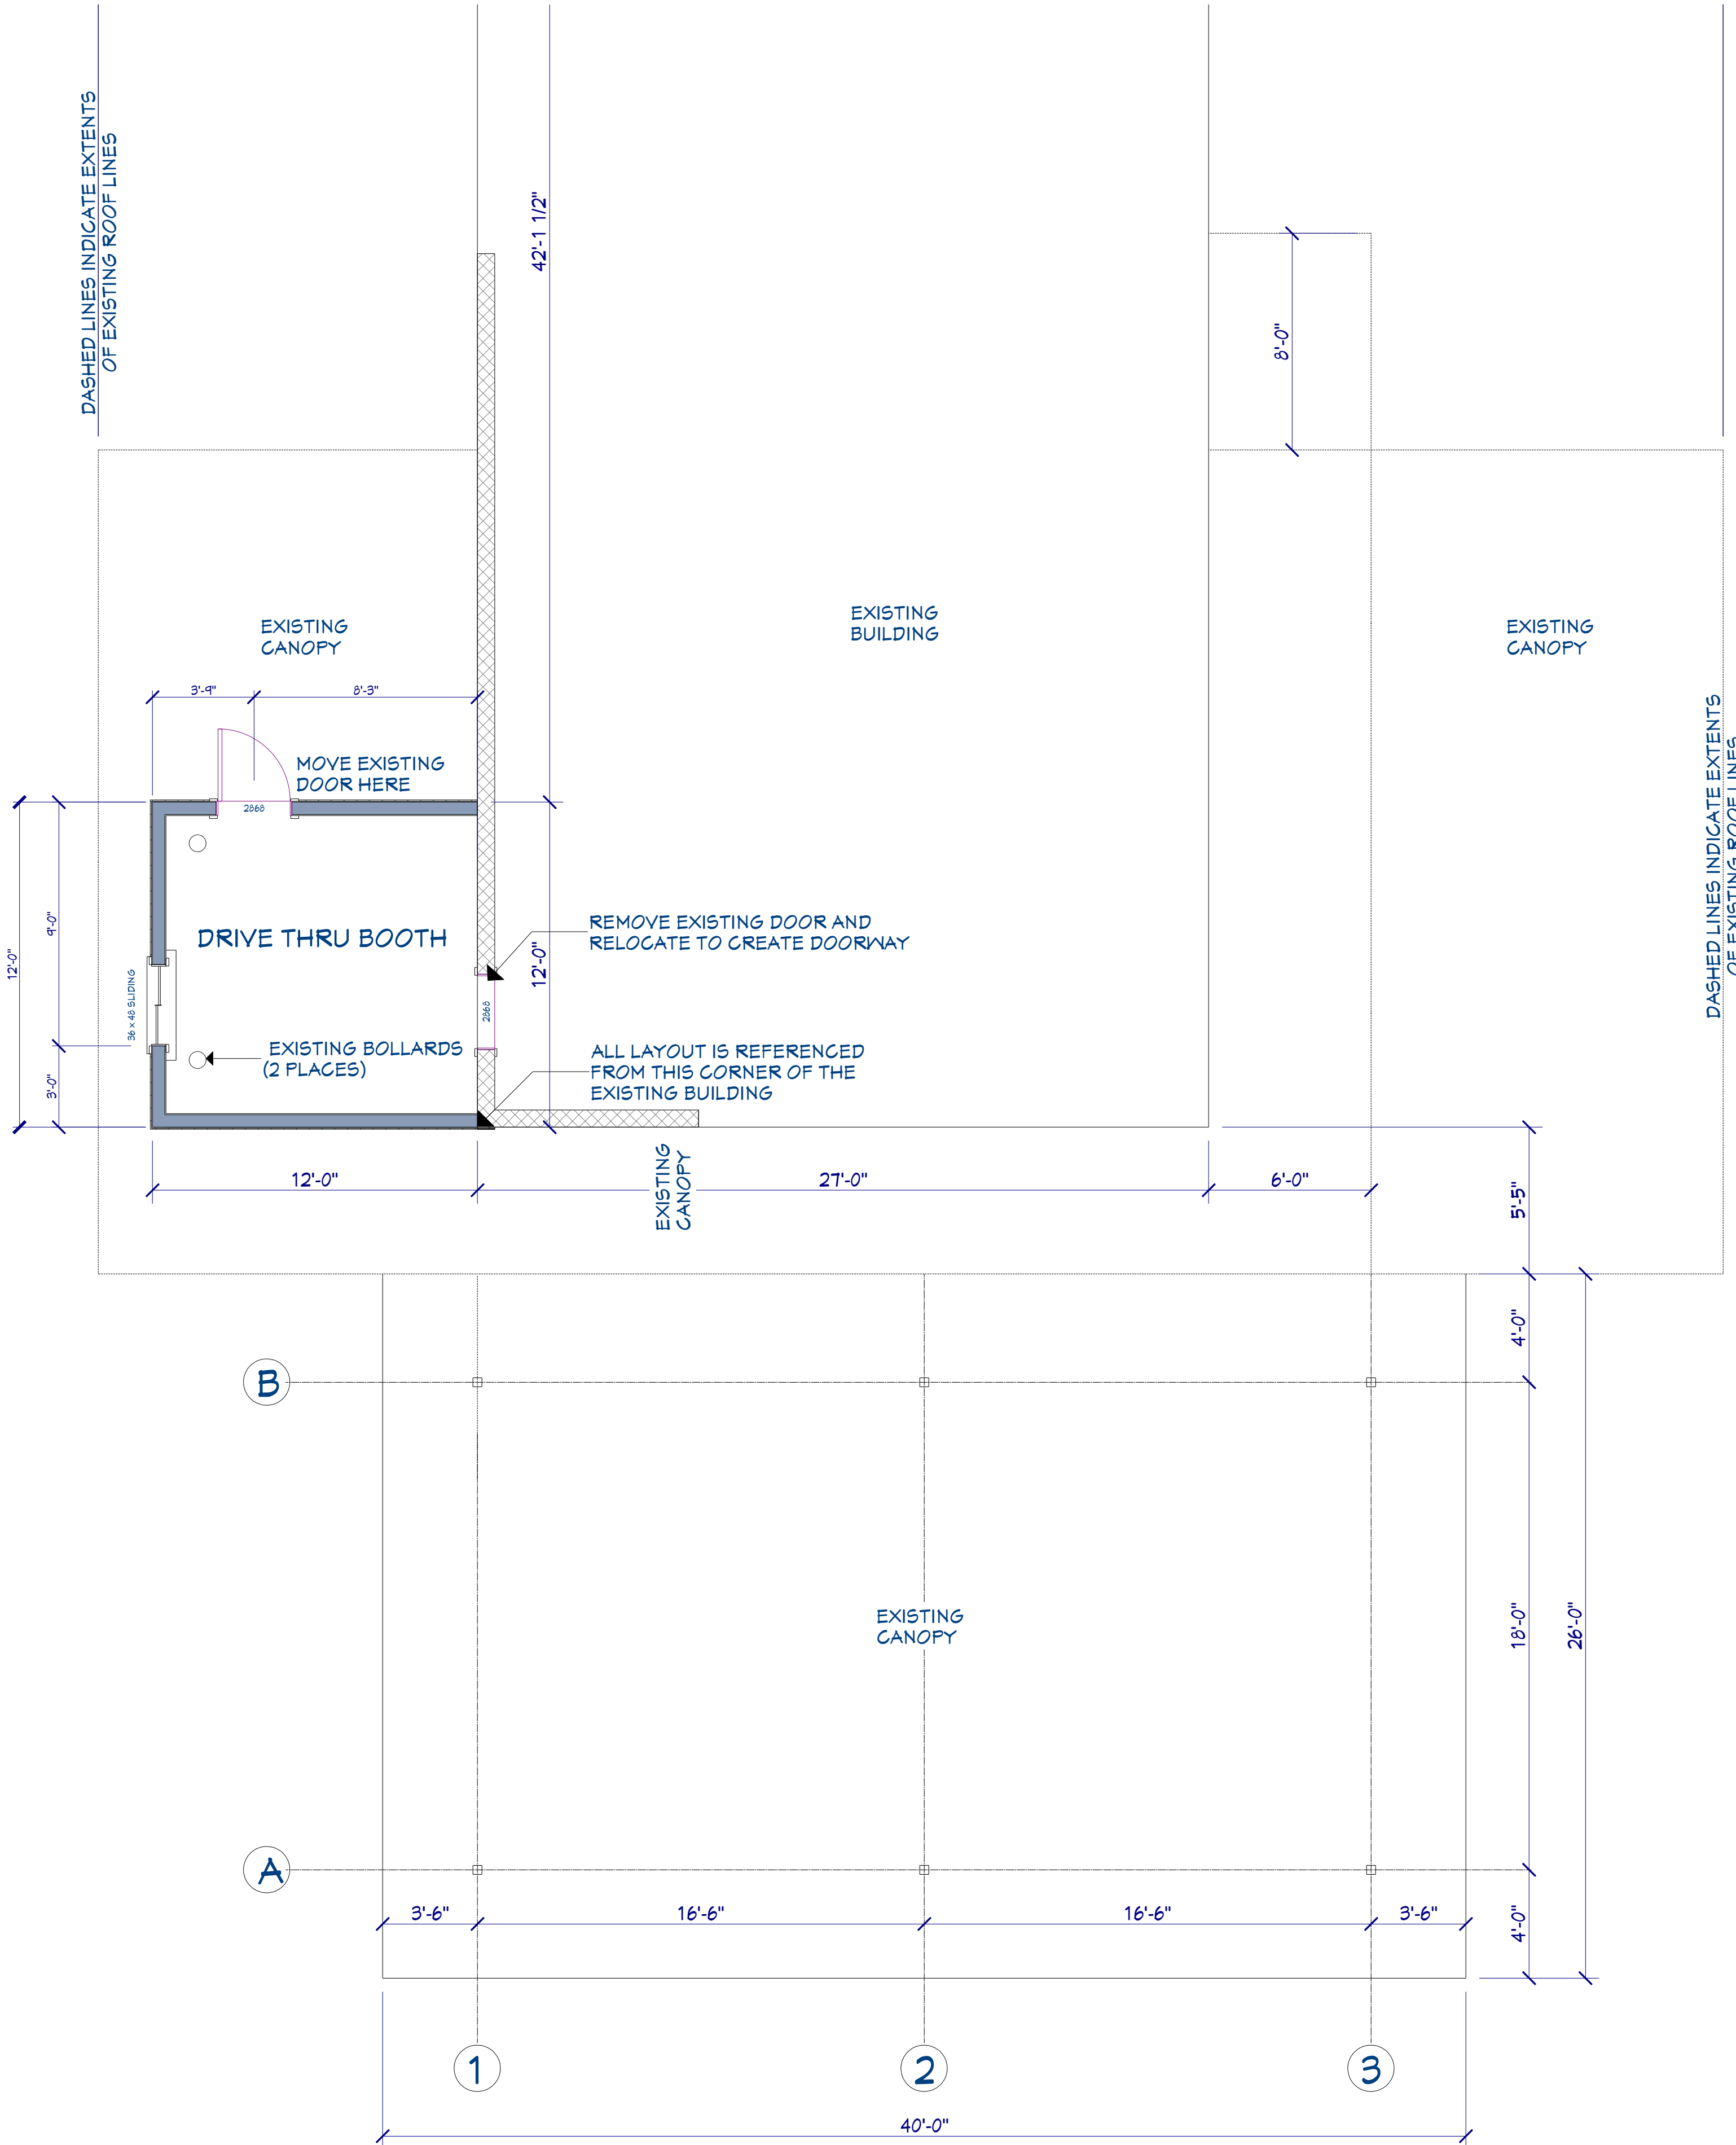 DASHED LINES INDICATE EXTENTS
OF EXISTING ROOF LINES
42'-1 1/2"
8'-0"
EXISTING
CANOPY
EXISTING
BUILDING
EXISTING
CANOPY
3'-9"
8'-3"
MOVE EXISTING
DOOR HERE
2868
DASHED LINES INDICATE EXTENTS
OF EXISTING ROOF LINES
DRIVE THRU BOOTH
REMOVE EXISTING DOOR AND
RELOCATE TO CREATE DOORWAY
12'-0"
9'-0"
12'-0"
36 x 48 SLIDING
2868
EXISTING BOLLARDS
(2 PLACES)
ALL LAYOUT IS REFERENCED
FROM THIS CORNER OF THE
EXISTING BUILDING
3'-0"
12'-0"
EXISTING
CANOPY
27'-0"
6'-0"
5'-5"
4'-0"
B
18'-0"
26'-0"
EXISTING
CANOPY
A
3'-6"
16'-6"
16'-6"
3'-6"
4'-0"
1
2
3
40'-0"